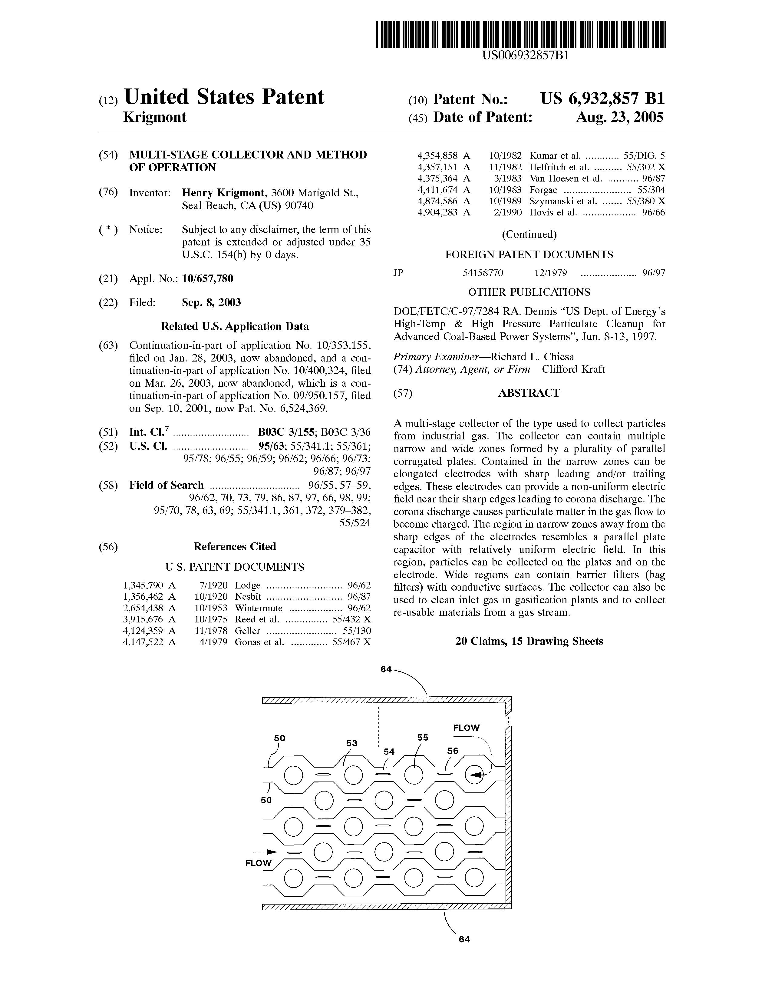 US006932857B1
(12) United States Patent
Krigmont
(10) Patent No.: US 6,932,857 B1
(45) Date of Patent: Aug. 23, 2005
(54) MULTI-STAGE COLLECTOR AND METHOD
OF OPERATION
(76) Inventor: Henry Krigmont, 3600 Marigold St.,
Seal Beach, CA (US) 90740
( * ) Notice: Subject to any disclaimer, the term of this
patent is extended or adjusted under 35
U.S.C. 154(b) by 0 days.
(21) Appl. No.: 10/657,780
(22) Filed: Sep. 8, 2003
Related U.S. Application Data
(63) Continuation-in-part of application No. 10/353,155,
filed on Jan. 28, 2003, now abandoned, and a con-
tinuation-in-part of application No. 10/400,324, filed
on Mar. 26, 2003, now abandoned, which is a con-
tinuation-in-part of application No. 09/950,157, filed
on Sep. 10, 2001, now Pat. No. 6,524,369.
(51) Int. Cl.7 ........................... B03C 3/155; B03C 3/36
(52) U.S. Cl. ........................... 95/63; 55/341.1; 55/361;
95/78; 96/55; 96/59; 96/62; 96/66; 96/73;
96/87; 96/97
(58) Field of Search ................................ 96/55, 57–59,
96/62, 70, 73, 79, 86, 87, 97, 66, 98, 99;
95/70, 78, 63, 69; 55/341.1, 361, 372, 379–382,
55/524
(56) References Cited
U.S. PATENT DOCUMENTS
1,345,790 A 7/1920 Lodge ........................... 96/62
1,356,462 A 10/1920 Nesbit ........................... 96/87
2,654,438 A 10/1953 Wintermute ................... 96/62
3,915,676 A 10/1975 Reed et al. ............... 55/432 X
4,124,359 A 11/1978 Geller ......................... 55/130
4,147,522 A 4/1979 Gonas et al. ............. 55/467 X
4,354,858 A 10/1982 Kumar et al. ............ 55/DIG. 5
4,357,151 A 11/1982 Helfritch et al. .......... 55/302 X
4,375,364 A 3/1983 Van Hoesen et al. ........... 96/87
4,411,674 A 10/1983 Forgac ........................ 55/304
4,874,586 A 10/1989 Szymanski et al. ....... 55/380 X
4,904,283 A 2/1990 Hovis et al. ................... 96/66
(Continued)
FOREIGN PATENT DOCUMENTS
JP 54158770 12/1979 .................... 96/97
OTHER PUBLICATIONS
DOE/FETC/C-97/7284 RA. Dennis “US Dept. of Energy’s
High-Temp & High Pressure Particulate Cleanup for
Advanced Coal-Based Power Systems”, Jun. 8-13, 1997.
Primary Examiner—Richard L. Chiesa
(74) Attorney, Agent, or Firm—Clifford Kraft
(57) ABSTRACT
A multi-stage collector of the type used to collect particles
from industrial gas. The collector can contain multiple
narrow and wide zones formed by a plurality of parallel
corrugated plates. Contained in the narrow zones can be
elongated electrodes with sharp leading and/or trailing
edges. These electrodes can provide a non-uniform electric
field near their sharp edges leading to corona discharge. The
corona discharge causes particulate matter in the gas flow to
become charged. The region in narrow zones away from the
sharp edges of the electrodes resembles a parallel plate
capacitor with relatively uniform electric field. In this
region, particles can be collected on the plates and on the
electrode. Wide regions can contain barrier filters (bag
filters) with conductive surfaces. The collector can also be
used to clean inlet gas in gasification plants and to collect
re-usable materials from a gas stream.
20 Claims, 15 Drawing Sheets
64
FLOW
50
53
54
55
56
50
FLOW
64